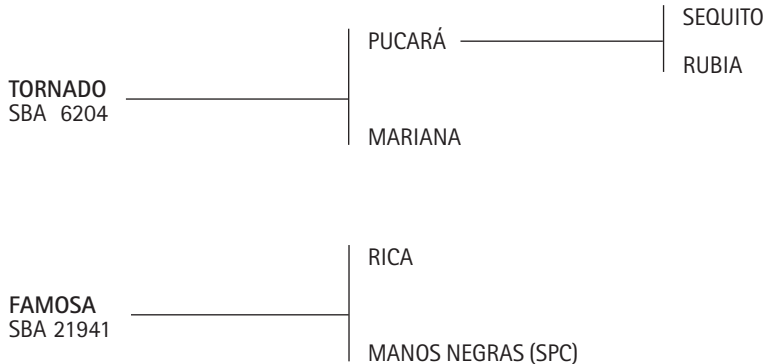 SEQUITO
PUCARÁ
RUBIA
TORNADO
SBA 6204
MARIANA
RICA
FAMOSA
SBA 21941
MANOS NEGRAS (SPC)